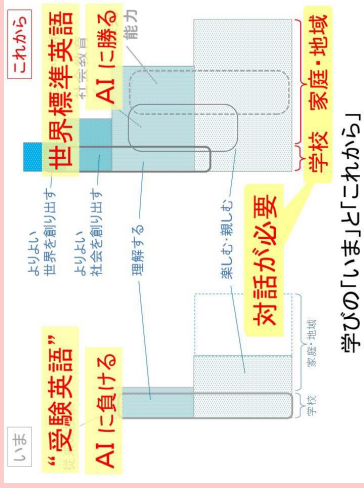 いま
“受験英語”
AI に負ける
よりよい
世界を創り出す
よりよい
社会を創り出す
理解する
楽しむ・親しむ
学校
家庭・地域
これから
世界標準英語
AI に勝る
能力
対話が必要
学校
家庭・地域
学びの「いま」と「これから」